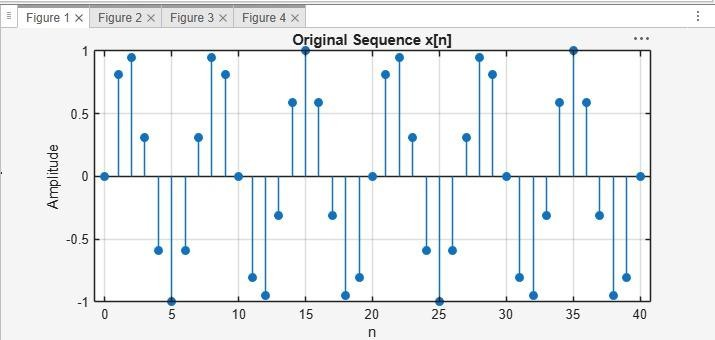 Figure 1 × Figure 2 × Figure 3 × Figure 4 ×
Original Sequence x[n]
1
0.5
0
-0.5
-1
Amplitude
0 5 10 15 20 25 30 35 40
n